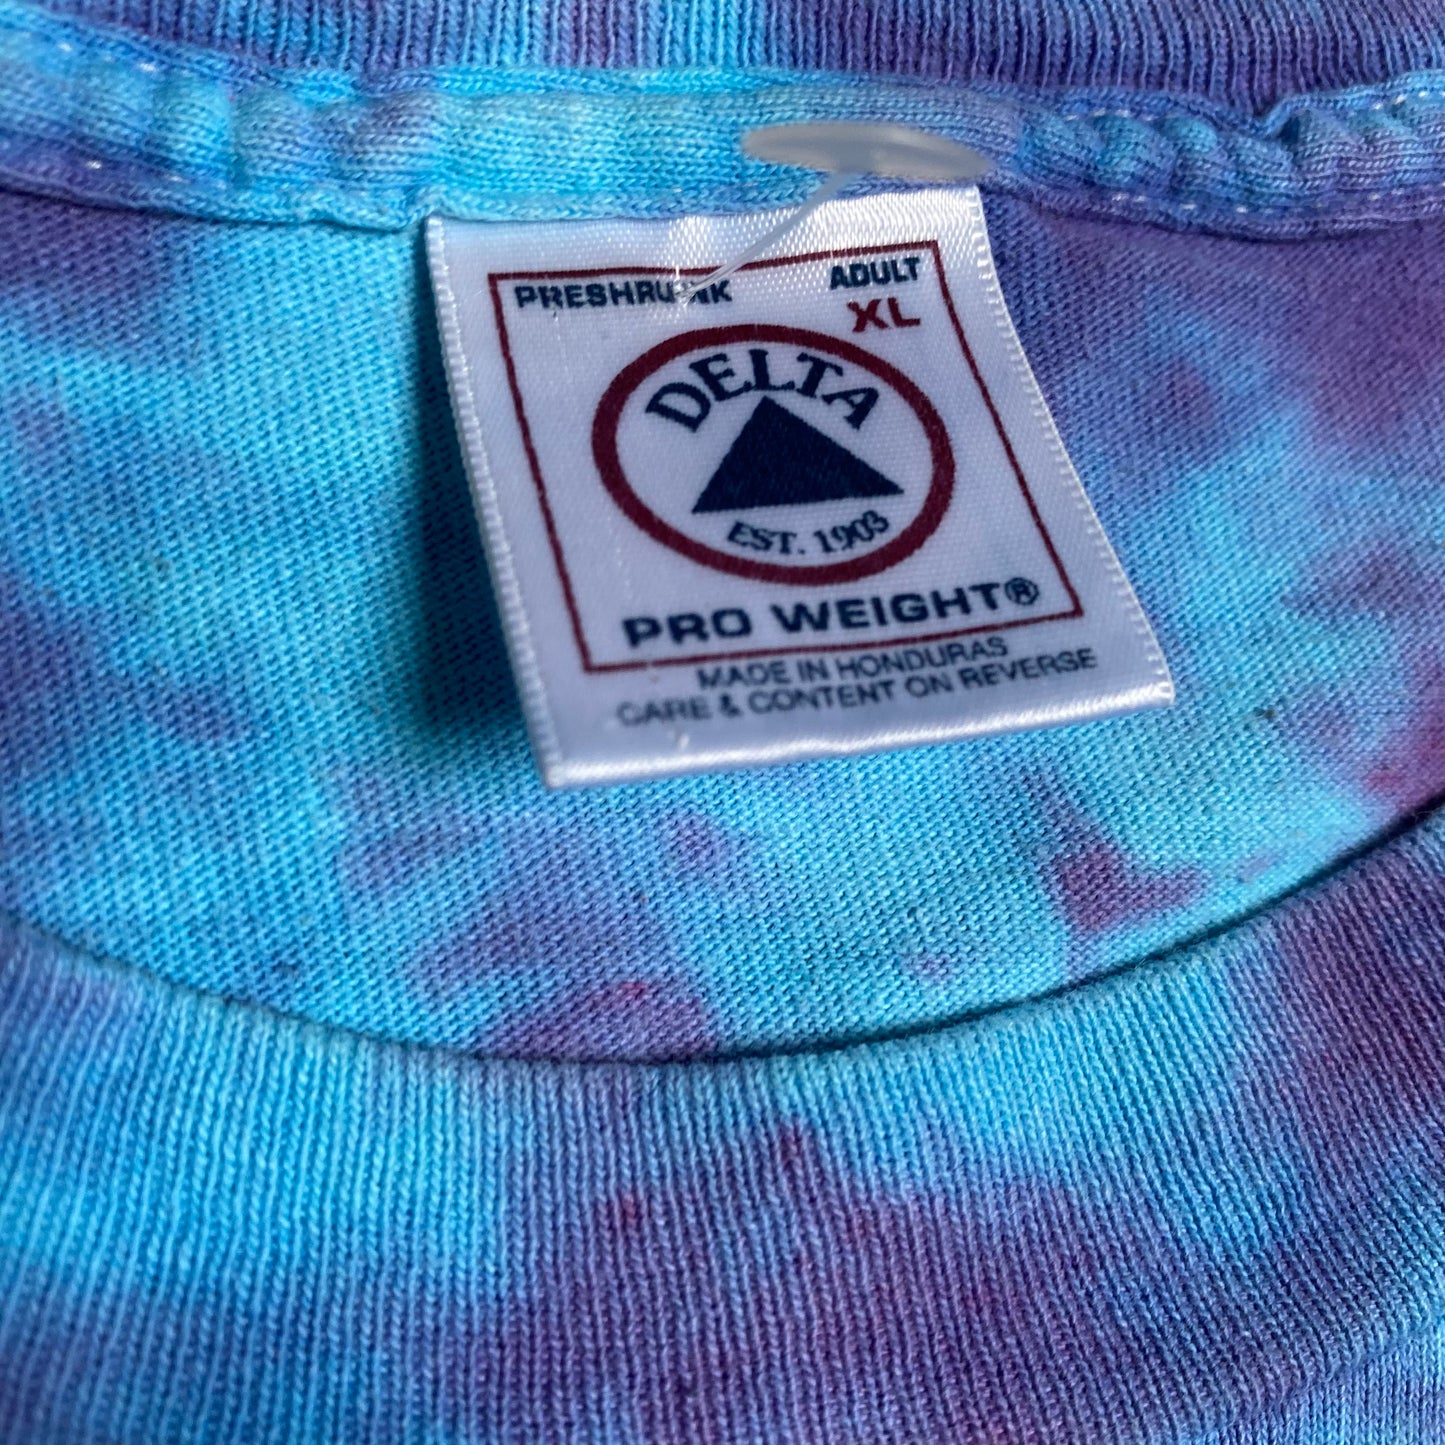 PRESHRUNK
ADULT
XL
DELTA
EST. 1903
PRO WEIGHT®
MADE IN HONDURAS
CARE & CONTENT ON REVERSE